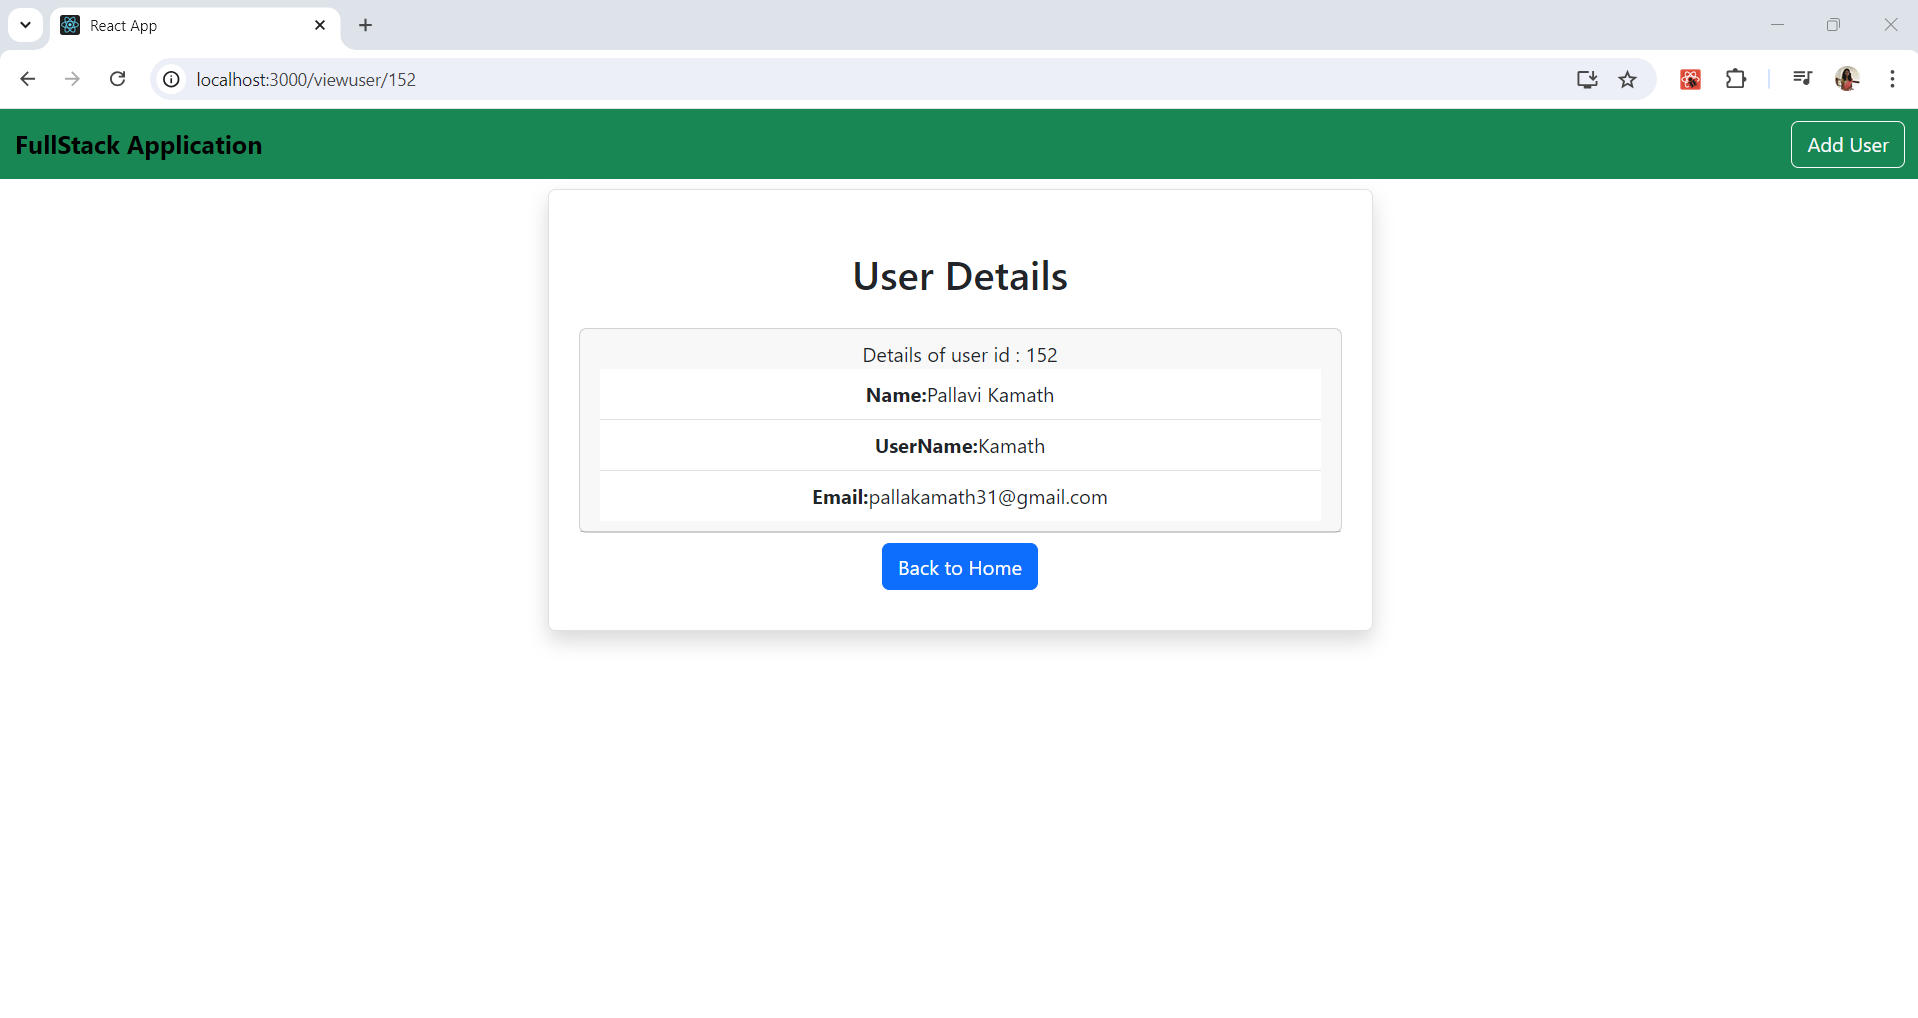 React App
localhost:3000/viewuser/152
FullStack Application
Add User
User Details
Details of user id : 152
Name:Pallavi Kamath
UserName:Kamath
Email:pallakamath31@gmail.com
Back to Home